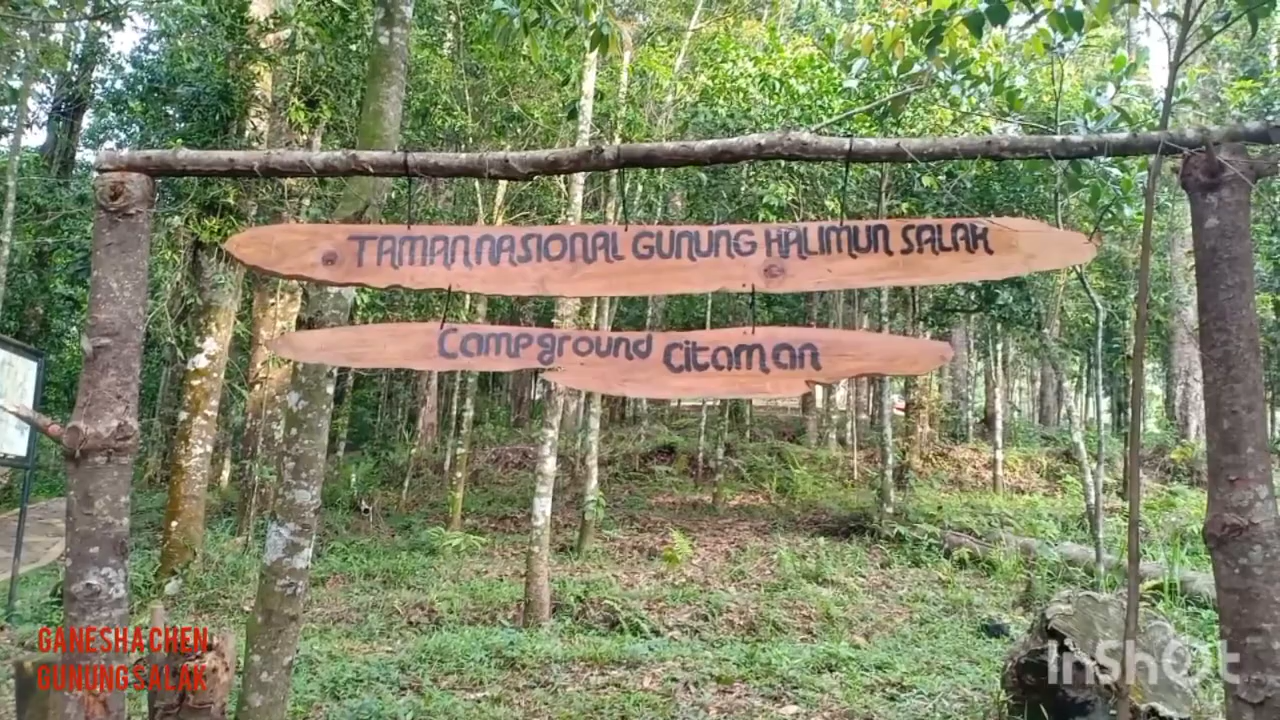 TAMAN NASIONAL GUNUNG HALIMUN SALAK
Campground Citaman
GANESHA CHEN
GUNUNG SALAK
InShOt